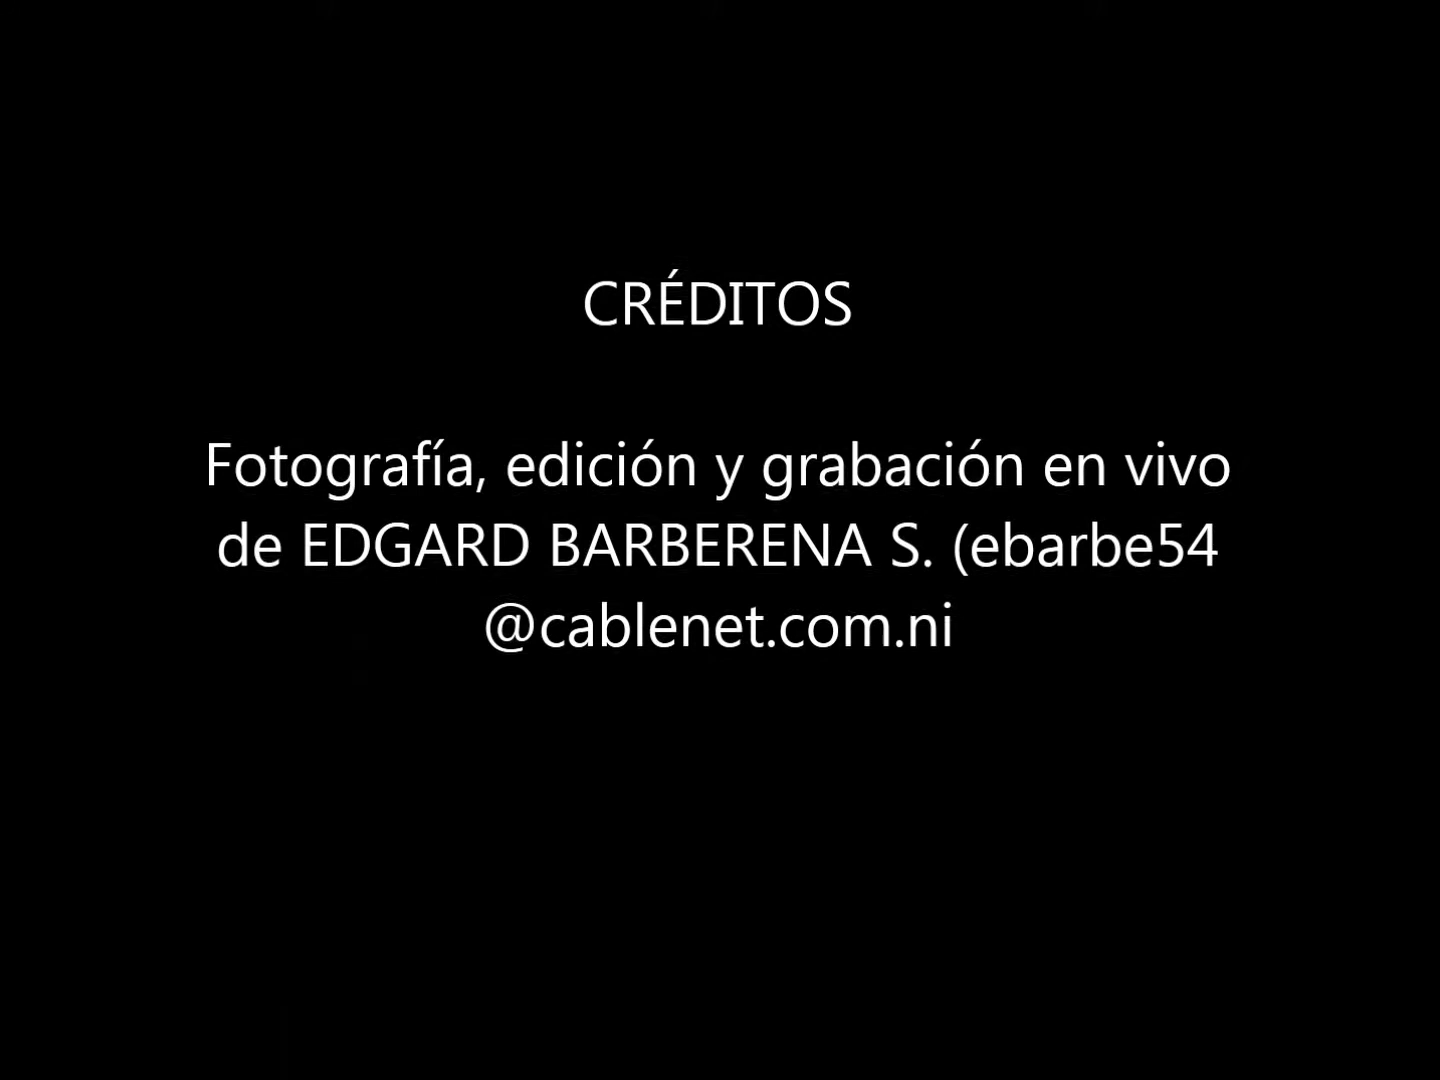 CRÉDITOS
Fotografía, edición y grabación en vivo
de EDGARD BARBERENA S. (ebarbe54
@cablenet.com.ni